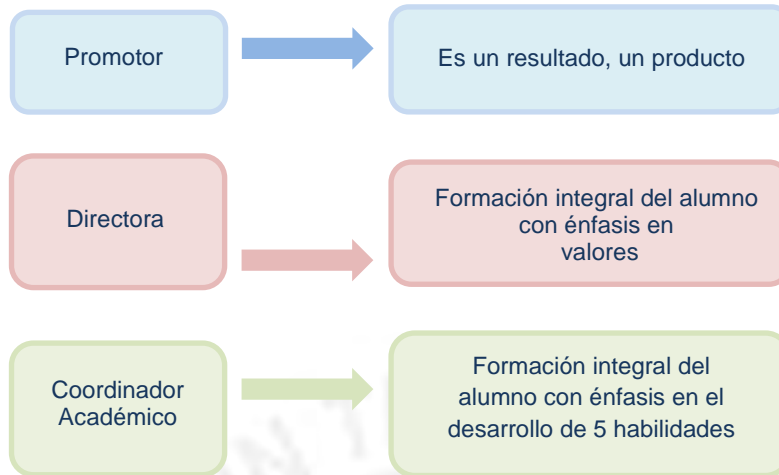 Promotor
Es un resultado, un producto
Directora
Formación integral del alumno
con énfasis en
valores
Coordinador
Académico
Formación integral del
alumno con énfasis en el
desarrollo de 5 habilidades